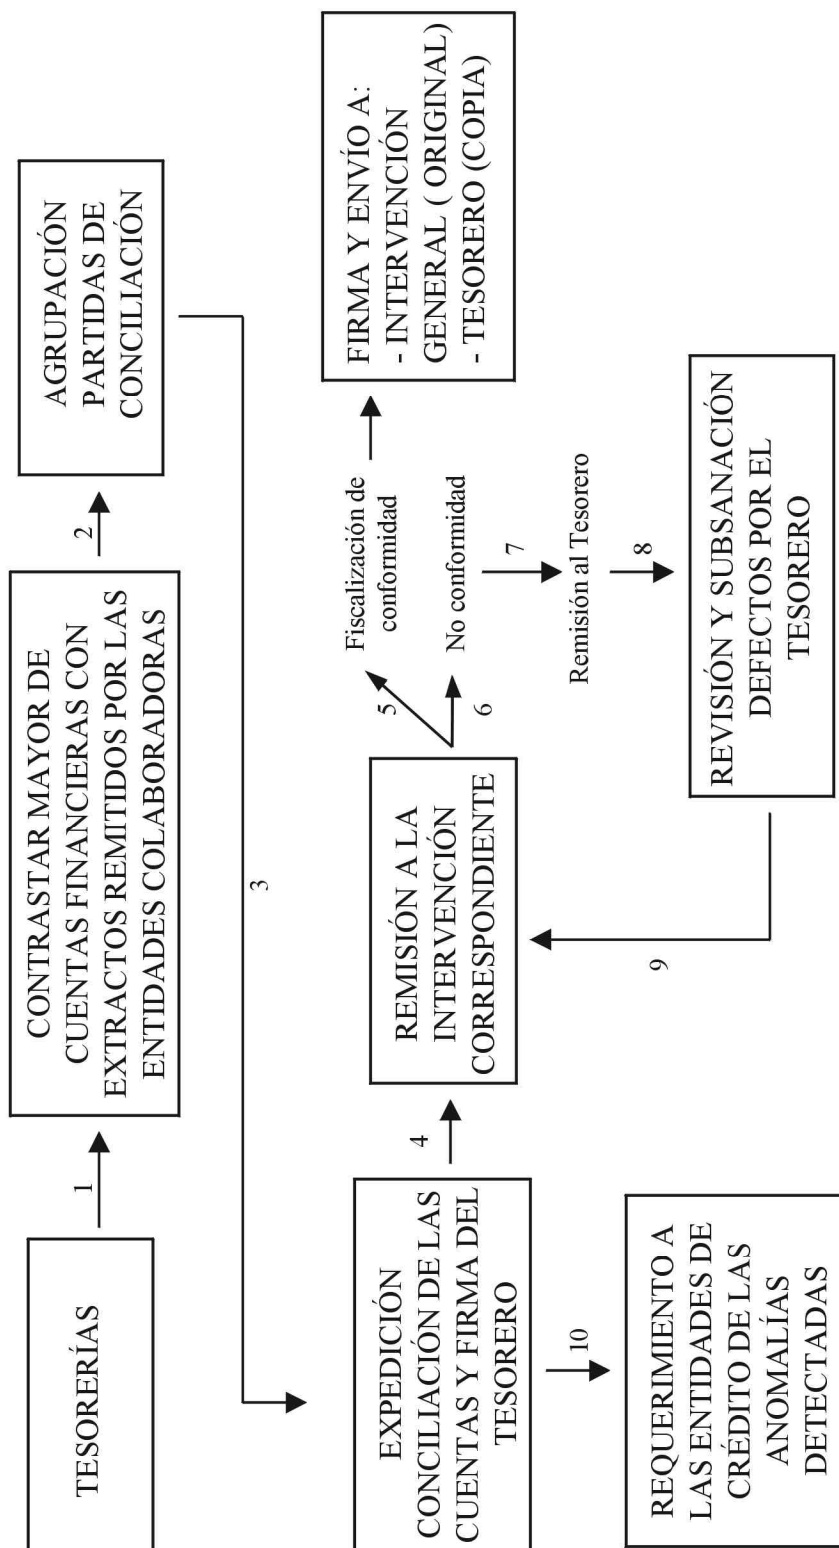 TESORERÍAS
1
CONTRASTAR MAYOR DE
CUENTAS FINANCIERAS CON
EXTRACTOS REMITIDOS POR LAS
ENTIDADES COLABORADORAS
2
AGRUPACIÓN
PARTIDAS DE
CONCILIACIÓN
3
EXPEDICIÓN
CONCILIACIÓN DE LAS
CUENTAS Y FIRMA DEL
TESORERO
4
REMISIÓN A LA
INTERVENCIÓN
CORRESPONDIENTE
5
Fiscalización de
conformidad
FIRMA Y ENVÍO A:
- INTERVENCIÓN
GENERAL ( ORIGINAL)
- TESORERO (COPIA)
6
No conformidad
7
Remisión al Tesorero
8
REVISIÓN Y SUBSANACIÓN
DEFECTOS POR EL
TESORERO
9
10
REQUERIMIENTO A
LAS ENTIDADES DE
CRÉDITO DE LAS
ANOMALÍAS
DETECTADAS